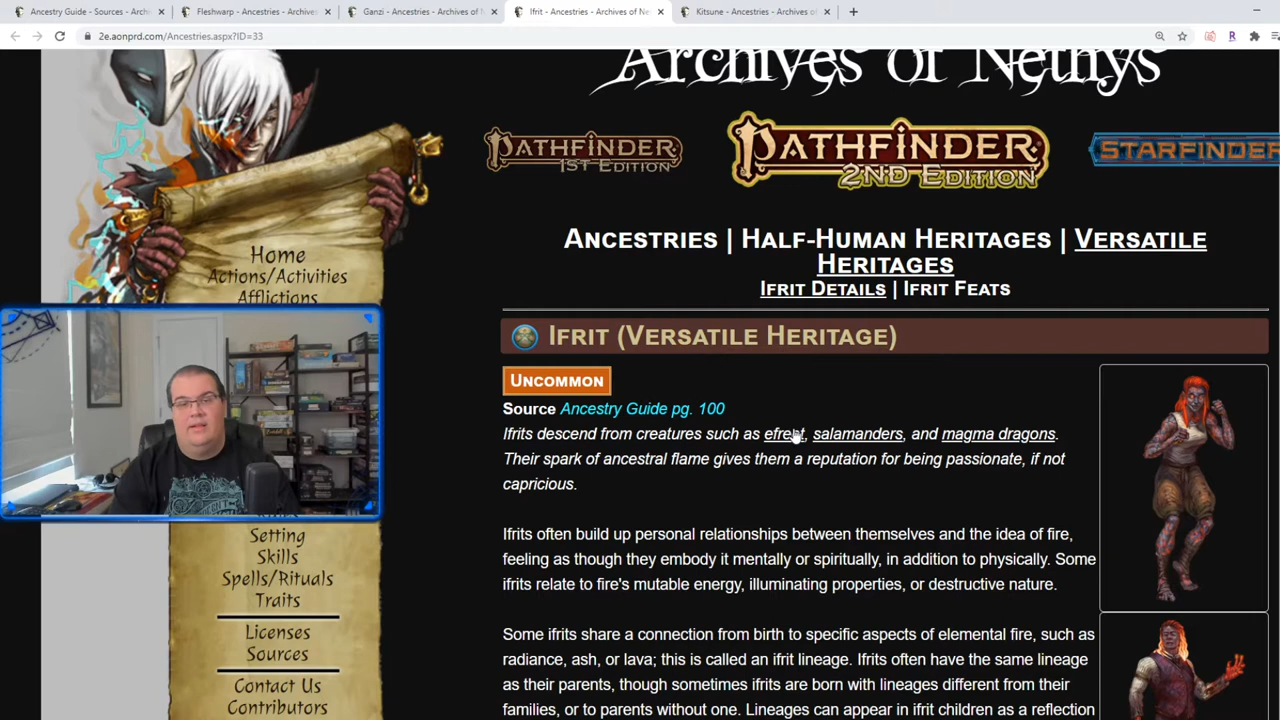 Ancestry Guide - Sources - Arch
Fleshwarp - Ancestries - Archives of
Ganzi - Ancestries - Archives of N
Ifrit - Ancestries - Archives of Ne
Kitsune - Ancestries - Archives of
2e.aonprd.com/Ancestries.aspx?ID=33
Archives of Nethys
PATHFINDER
1ST EDITION
PATHFINDER
2ND EDITION
STARFINDER
Home
Actions/Activities
Afflictions
Setting
Skills
Spells/Rituals
Traits
Licenses
Sources
Contact Us
Contributors
ANCESTRIES | HALF-HUMAN HERITAGES | VERSATILE
HERITAGES
IFRIT DETAILS | IFRIT FEATS
IFRIT (VERSATILE HERITAGE)
UNCOMMON
Source Ancestry Guide pg. 100
Ifrits descend from creatures such as efreet, salamanders, and magma dragons.
Their spark of ancestral flame gives them a reputation for being passionate, if not
capricious.
Ifrits often build up personal relationships between themselves and the idea of fire,
feeling as though they embody it mentally or spiritually, in addition to physically. Some
ifrits relate to fire's mutable energy, illuminating properties, or destructive nature.
Some ifrits share a connection from birth to specific aspects of elemental fire, such as
radiance, ash, or lava; this is called an ifrit lineage. Ifrits often have the same lineage
as their parents, though sometimes ifrits are born with lineages different from their
families, or to parents without one. Lineages can appear in ifrit children as a reflection